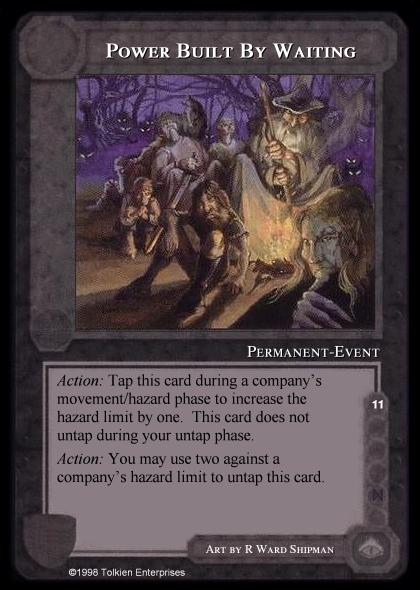 POWER BUILT BY WAITING
PERMANENT-EVENT
Action: Tap this card during a company's
movement/hazard phase to increase the
hazard limit by one. This card does not
untap during your untap phase.
Action: You may use two against a
company's hazard limit to untap this card.
11
N
ART BY R WARD SHIPMAN
©1998 Tolkien Enterprises